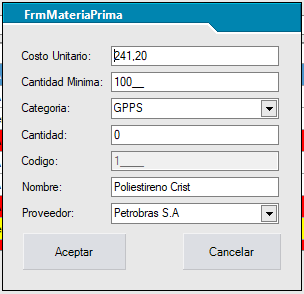 FrmMateriaPrima
Costo Unitario: 241,20
Cantidad Minima: 100__
Categoria: GPPS
Cantidad: 0
Codigo: 1____
Nombre: Poliestireno Crist
Proveedor: Petrobras S.A
Aceptar Cancelar